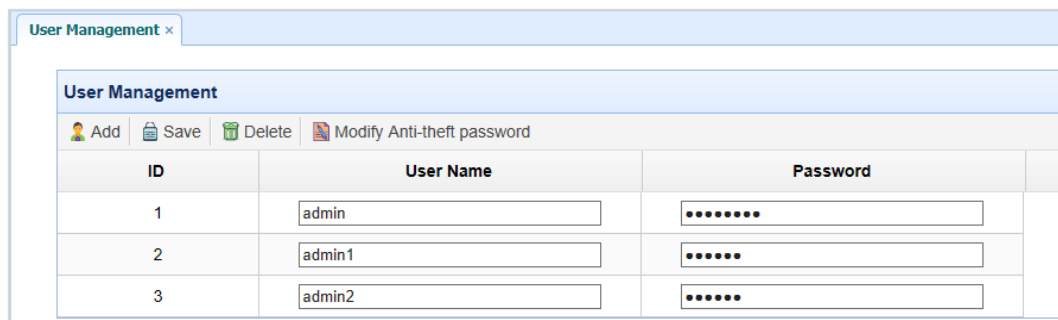 User Management ×
User Management
Add Save Delete Modify Anti-theft password
ID User Name Password
1 admin ••••••••
2 admin1 ••••••
3 admin2 ••••••